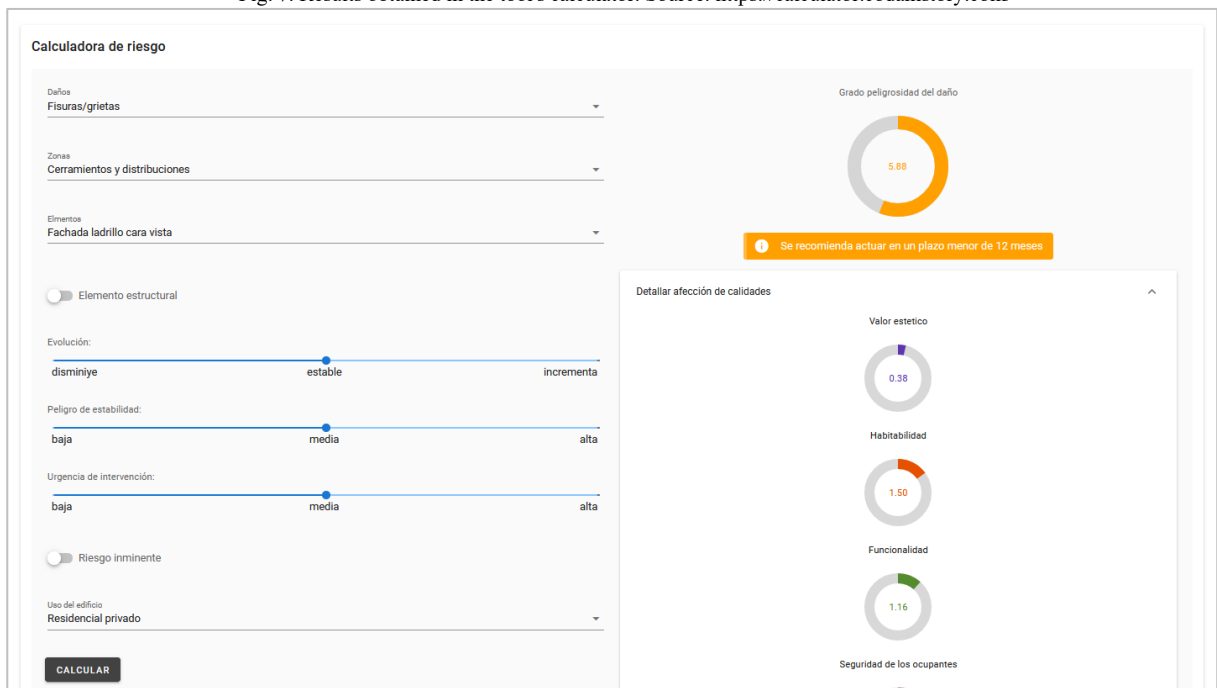 Calculadora de riesgo
Daños
Fisuras/grietas
Zonas
Cerramientos y distribuciones
Elmentos
Fachada ladrillo cara vista
Elemento estructural
Evolución:
disminiye estable incrementa
Peligro de estabilidad:
baja media alta
Urgencia de intervención:
baja media alta
Riesgo inminente
Uso del edificio
Residencial privado
CALCULAR
Grado peligrosidad del daño
5.88
Se recomienda actuar en un plazo menor de 12 meses
Detallar afección de calidades
Valor estetico
0.38
Habitabilidad
1.50
Funcionalidad
1.16
Seguridad de los ocupantes